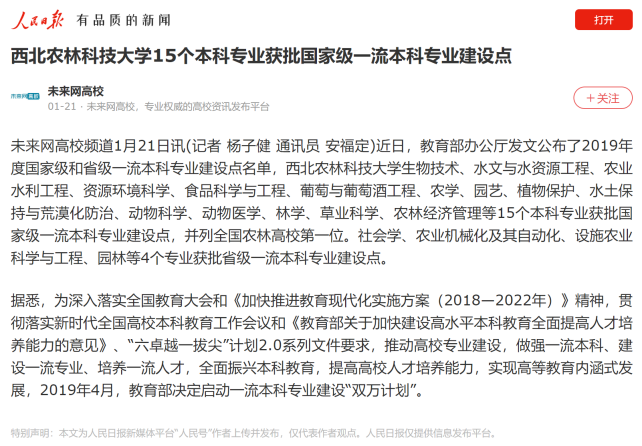 人民日报 有品质的新闻 打开
西北农林科技大学15个本科专业获批国家级一流本科专业建设点
未来网高校 未来网高校
01-21 · 未来网高校，专业权威的高校资讯发布平台
+关注
未来网高校频道1月21日讯(记者 杨子健 通讯员 安福定)近日，教育部办公厅发文公布了2019年
度国家级和省级一流本科专业建设点名单，西北农林科技大学生物技术、水文与水资源工程、农业
水利工程、资源环境科学、食品科学与工程、葡萄与葡萄酒工程、农学、园艺、植物保护、水土保
持与荒漠化防治、动物科学、动物医学、林学、草业科学、农林经济管理等15个本科专业获批国
家级一流本科专业建设点，并列全国农林高校第一位。社会学、农业机械化及其自动化、设施农业
科学与工程、园林等4个专业获批省级一流本科专业建设点。
据悉，为深入落实全国教育大会和《加快推进教育现代化实施方案（2018—2022年）》精神，贯
彻落实新时代全国高校本科教育工作会议和《教育部关于加快建设高水平本科教育全面提高人才培
养能力的意见》、“六卓越一拔尖”计划2.0系列文件要求，推动高校专业建设，做强一流本科、建
设一流专业、培养一流人才，全面振兴本科教育，提高高校人才培养能力，实现高等教育内涵式发
展，2019年4月，教育部决定启动一流本科专业建设“双万计划”。
特别声明：本文为人民日报新媒体平台“人民号”作者上传并发布，仅代表作者观点。人民日报仅提供信息发布平台。